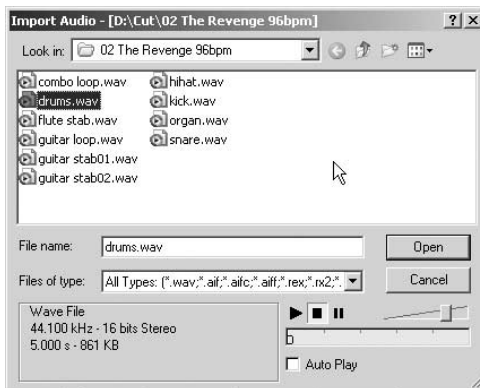 Import Audio - [D:\Cut\02 The Revenge 96bpm]
Look in: 02 The Revenge 96bpm
combo loop.wav
drums.wav
flute stab.wav
guitar loop.wav
guitar stab01.wav
guitar stab02.wav
hihat.wav
kick.wav
organ.wav
snare.wav
File name: drums.wav Open
Files of type: All Types: (*.wav;*.aif;*.aifc;*.aiff;*.rex;*.rx2;*. Cancel
Wave File
44.100 kHz - 16 bits Stereo
5.000 s - 861 KB
Auto Play